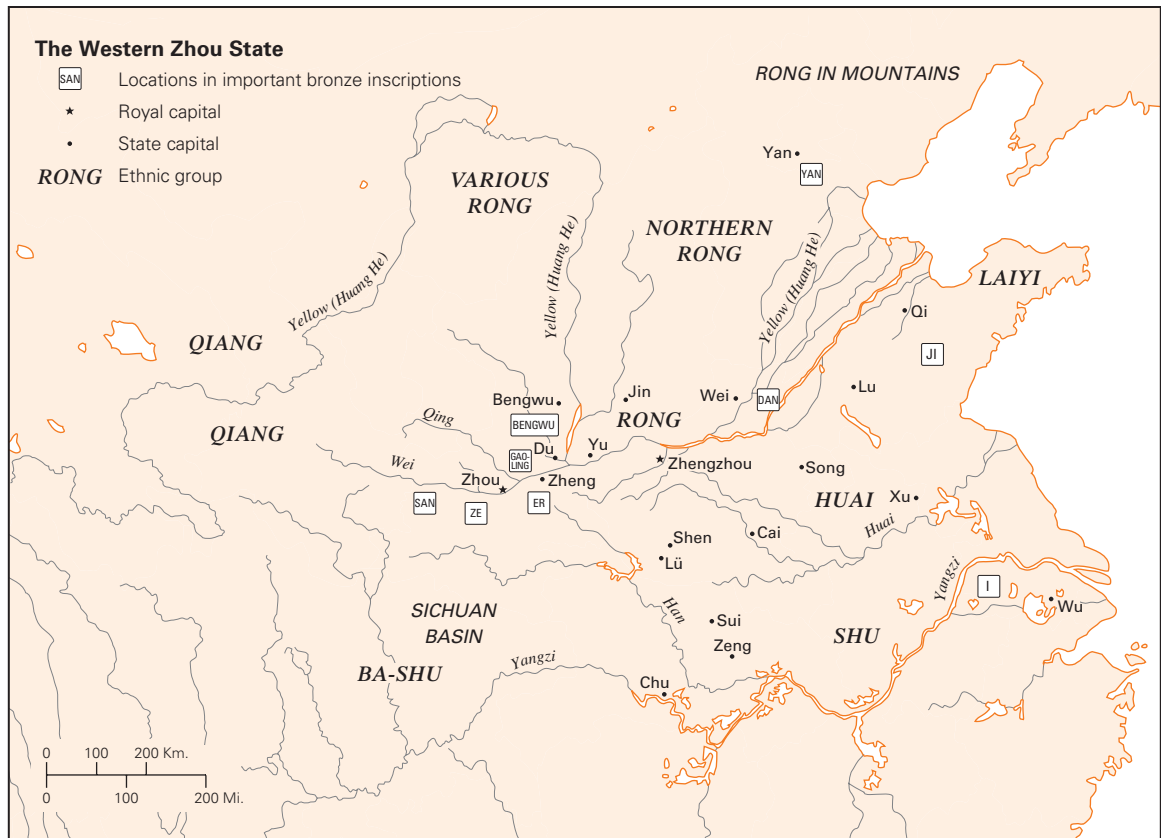 The Western Zhou State
SAN Locations in important bronze inscriptions
Royal capital
State capital
RONG Ethnic group
RONG IN MOUNTAINS
Yan
YAN
VARIOUS
RONG
NORTHERN
RONG
Yellow (Huang He)
Yellow (Huang He)
Yellow (Huang He)
LAIYI
QIANG
Qi
JI
Lu
Bengwu
BENGWU
Jin
Wei
DAN
RONG
QIANG
Qing
Wei
Du
GAO-
LING
Yu
Zhengzhou
Zhou
Zheng
Song
SAN
ZE
ER
HUAI
Xu
Huai
Shen
Lü
Cai
Han
Yangzi
I
Wu
SICHUAN
BASIN
Sui
Zeng
SHU
BA-SHU
Yangzi
Chu
0 100 200 Km.
0 100 200 Mi.